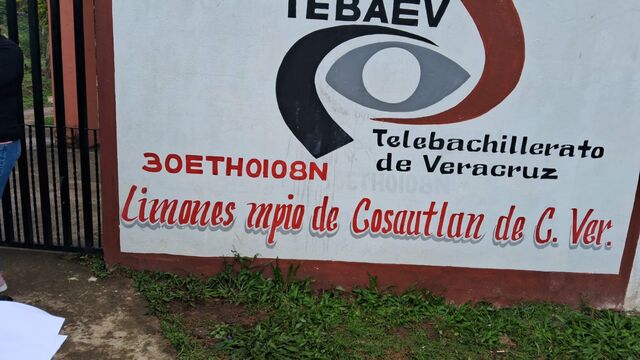 TEBAEV
Telebachillerato
de Veracruz
30ETH0108N
Limones mpio de Cosautlan de C. Ver.